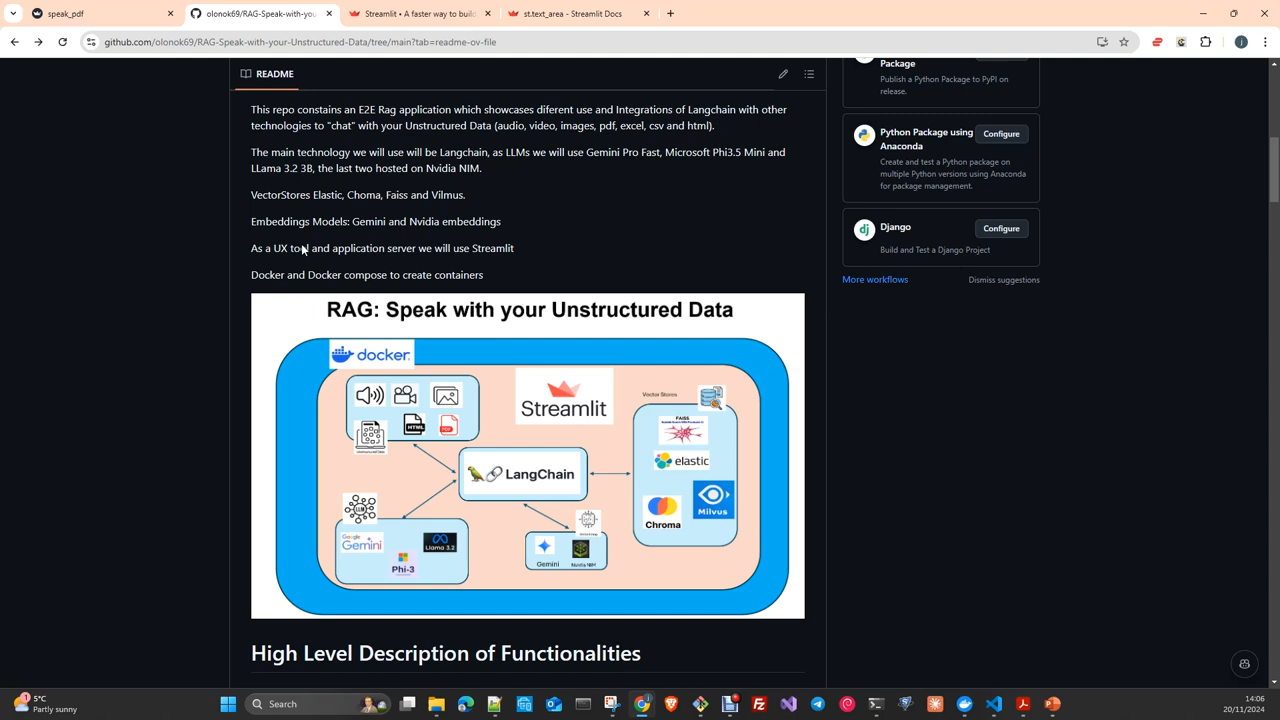 speak_pdf
olonok69/RAG-Speak-with-you
Streamlit • A faster way to build
st.text_area - Streamlit Docs
github.com/olonok69/RAG-Speak-with-your-Unstructured-Data/tree/main?tab=readme-ov-file
README
This repo constains an E2E Rag application which showcases diferent use and Integrations of Langchain with other
technologies to "chat" with your Unstructured Data (audio, video, images, pdf, excel, csv and html).
The main technology we will use will be Langchain, as LLMs we will use Gemini Pro Fast, Microsoft Phi3.5 Mini and
LLama 3.2 3B, the last two hosted on Nvidia NIM.
VectorStores Elastic, Choma, Faiss and Vilmus.
Embeddings Models: Gemini and Nvidia embeddings
As a UX tool and application server we will use Streamlit
Docker and Docker compose to create containers
RAG: Speak with your Unstructured Data
docker
Streamlit
Vector Stores
FAISS
HTML
PDF
elastic
LangChain
Chroma
Milvus
Google
Gemini
Llama 3.2
Phi-3
Gemini
Nvidia NIM
High Level Description of Functionalities
Package
Publish a Python Package to PyPI on
release.
Python Package using
Anaconda
Configure
Create and test a Python package on
multiple Python versions using Anaconda
for package management.
dj
Django
Configure
Build and Test a Django Project
More workflows
Dismiss suggestions
1
5°C
Partly sunny
Search
14:06
20/11/2024